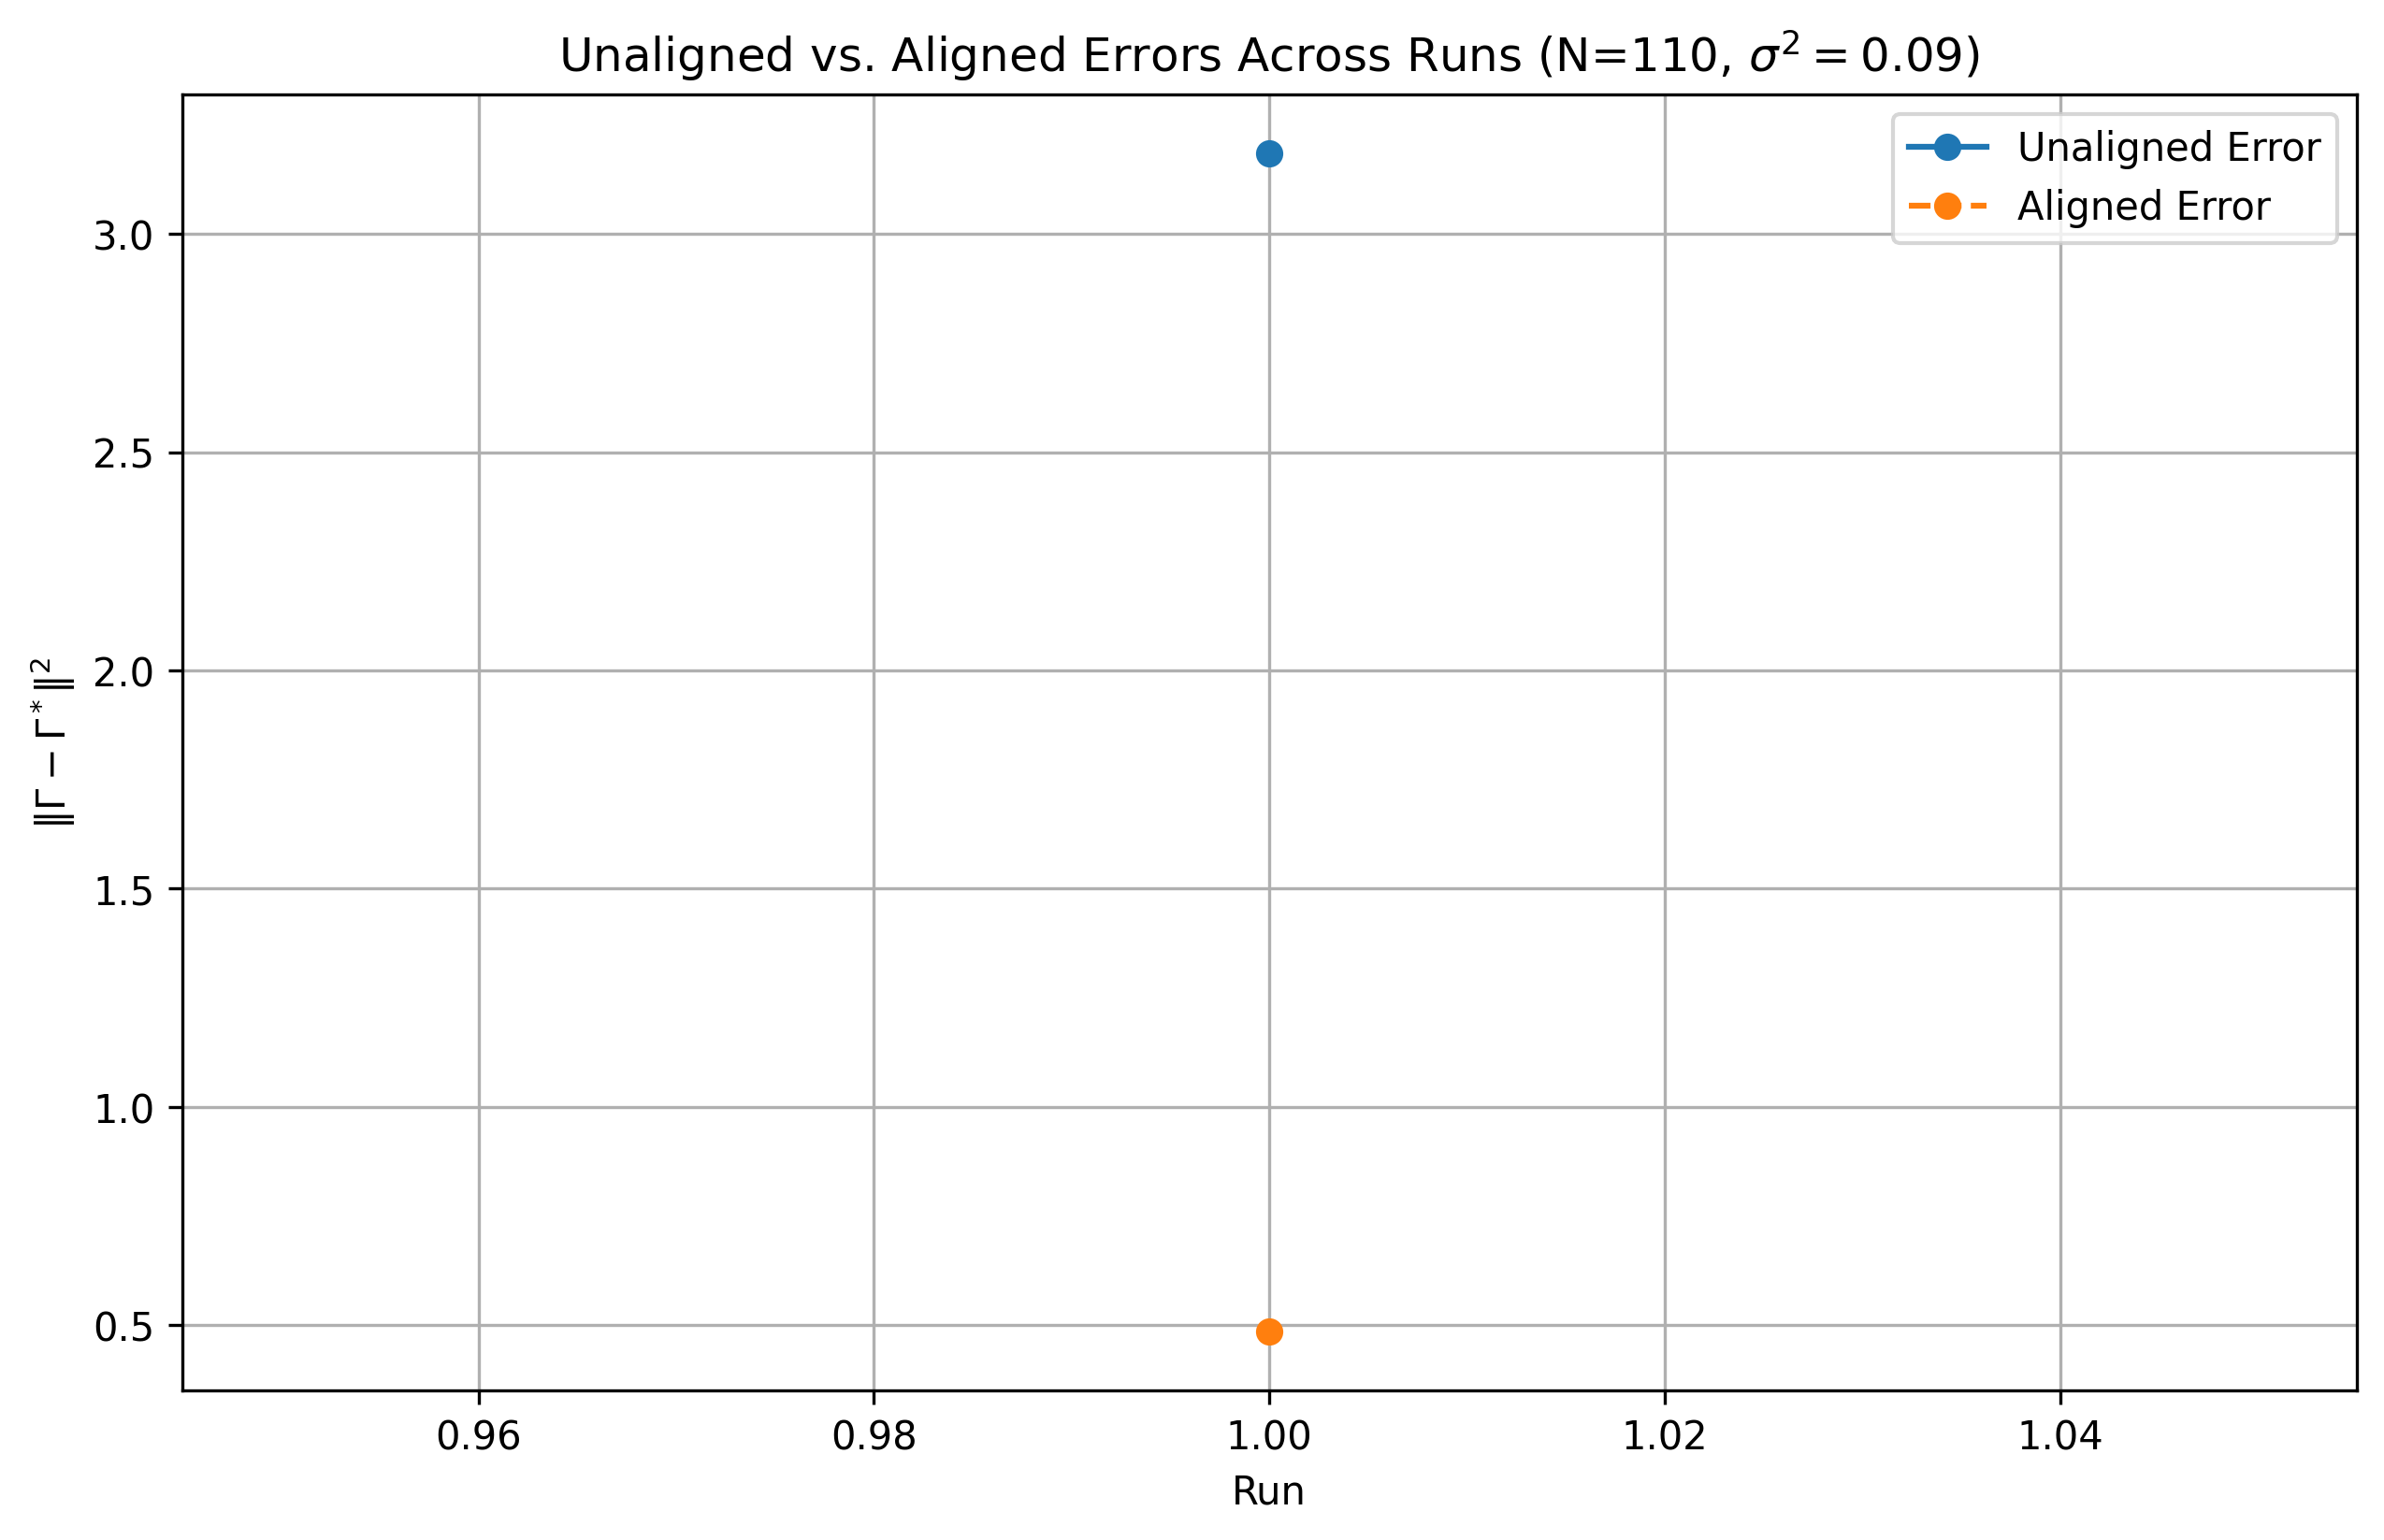 Unaligned vs. Aligned Errors Across Runs (N=110, σ² = 0.09)
Unaligned Error
Aligned Error
3.0
2.5
2.0
1.5
1.0
0.5
‖Γ − Γ*‖²
0.96 0.98 1.00 1.02 1.04
Run